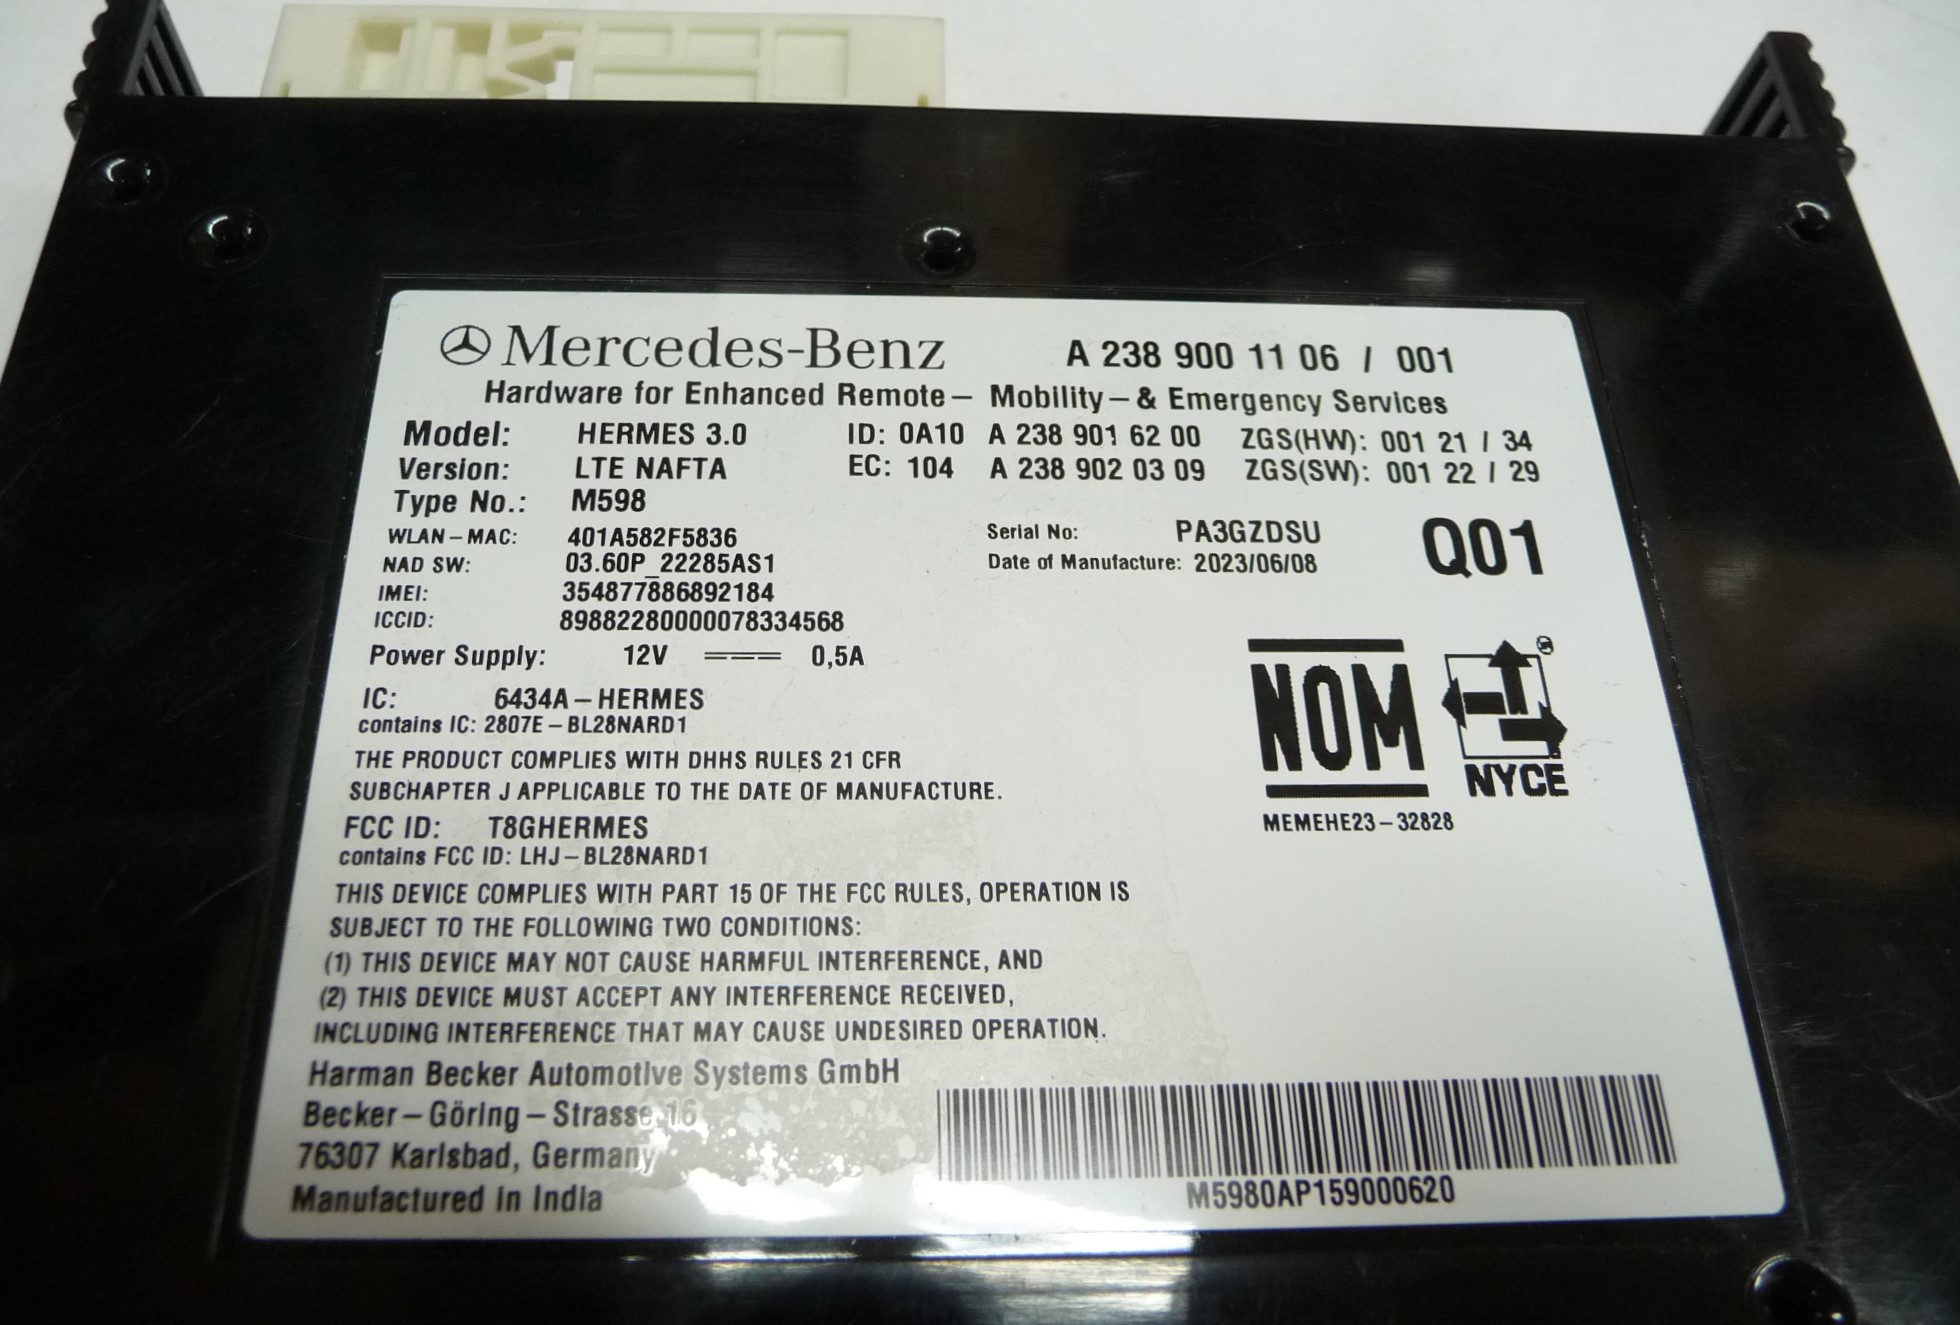 Mercedes-Benz A 238 900 11 06 / 001
Hardware for Enhanced Remote– Mobility–& Emergency Services
Model: HERMES 3.0 ID: 0A10 A 238 901 62 00 ZGS(HW): 001 21 / 34
Version: LTE NAFTA EC: 104 A 238 902 03 09 ZGS(SW): 001 22 / 29
Type No.: M598
WLAN–MAC: 401A582F5836 Serial No: PA3GZDSU Q01
NAD SW: 03.60P_22285AS1 Date of Manufacture: 2023/06/08
IMEI: 354877886892184
ICCID: 89882280000078334568
Power Supply: 12V 0,5A
IC: 6434A–HERMES
contains IC: 2807E–BL28NARD1
NOM
NYCE
MEMEHE23–32828
THE PRODUCT COMPLIES WITH DHHS RULES 21 CFR
SUBCHAPTER J APPLICABLE TO THE DATE OF MANUFACTURE.
FCC ID: T8GHERMES
contains FCC ID: LHJ–BL28NARD1
THIS DEVICE COMPLIES WITH PART 15 OF THE FCC RULES, OPERATION IS
SUBJECT TO THE FOLLOWING TWO CONDITIONS:
(1) THIS DEVICE MAY NOT CAUSE HARMFUL INTERFERENCE, AND
(2) THIS DEVICE MUST ACCEPT ANY INTERFERENCE RECEIVED,
INCLUDING INTERFERENCE THAT MAY CAUSE UNDESIRED OPERATION.
Harman Becker Automotive Systems GmbH
Becker–Göring–Strasse 16
76307 Karlsbad, Germany
Manufactured in India
M5980AP159000620